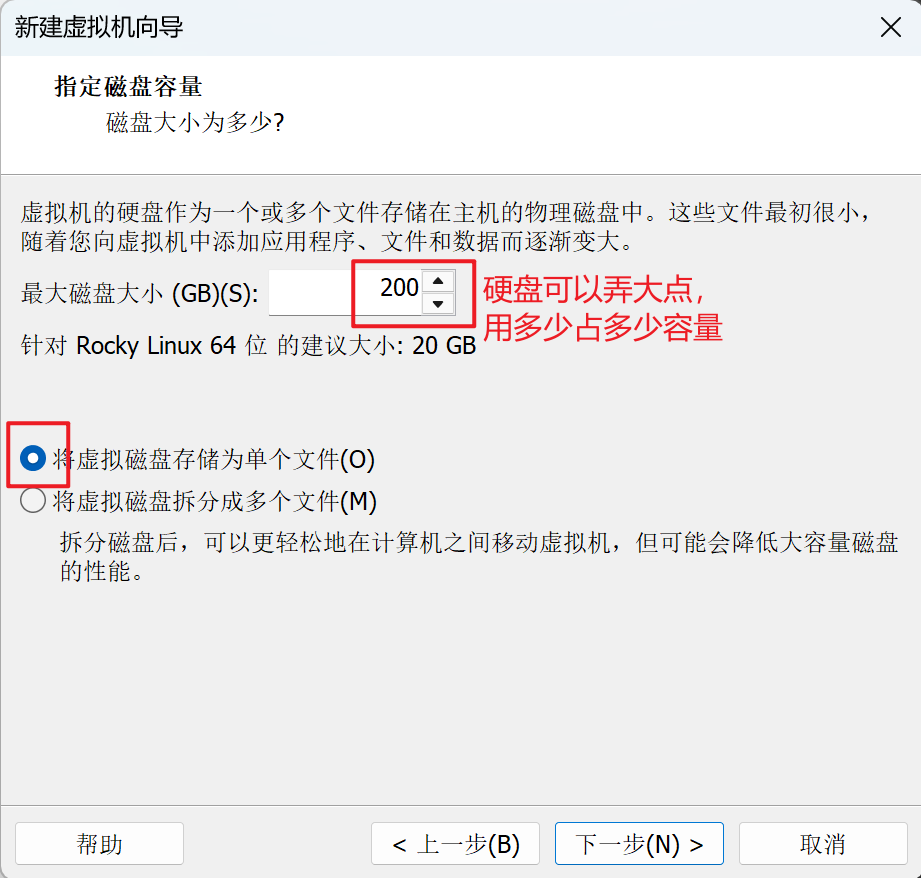 新建虚拟机向导
指定磁盘容量
磁盘大小为多少?
虚拟机的硬盘作为一个或多个文件存储在主机的物理磁盘中。这些文件最初很小，
随着您向虚拟机中添加应用程序、文件和数据而逐渐变大。
最大磁盘大小 (GB)(S): 200
硬盘可以弄大点，
用多少占多少容量
针对 Rocky Linux 64 位 的建议大小: 20 GB
将虚拟磁盘存储为单个文件(O)
将虚拟磁盘拆分成多个文件(M)
拆分磁盘后，可以更轻松地在计算机之间移动虚拟机，但可能会降低大容量磁盘
的性能。
帮助 < 上一步(B) 下一步(N) > 取消